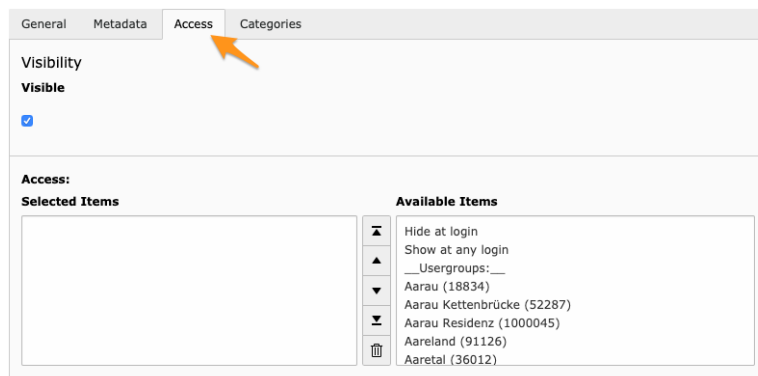 General Metadata Access Categories
Visibility
Visible
Access:
Selected Items Available Items
Hide at login
Show at any login
__Usergroups:__
Aarau (18834)
Aarau Kettenbrücke (52287)
Aarau Residenz (1000045)
Aareland (91126)
Aaretal (36012)